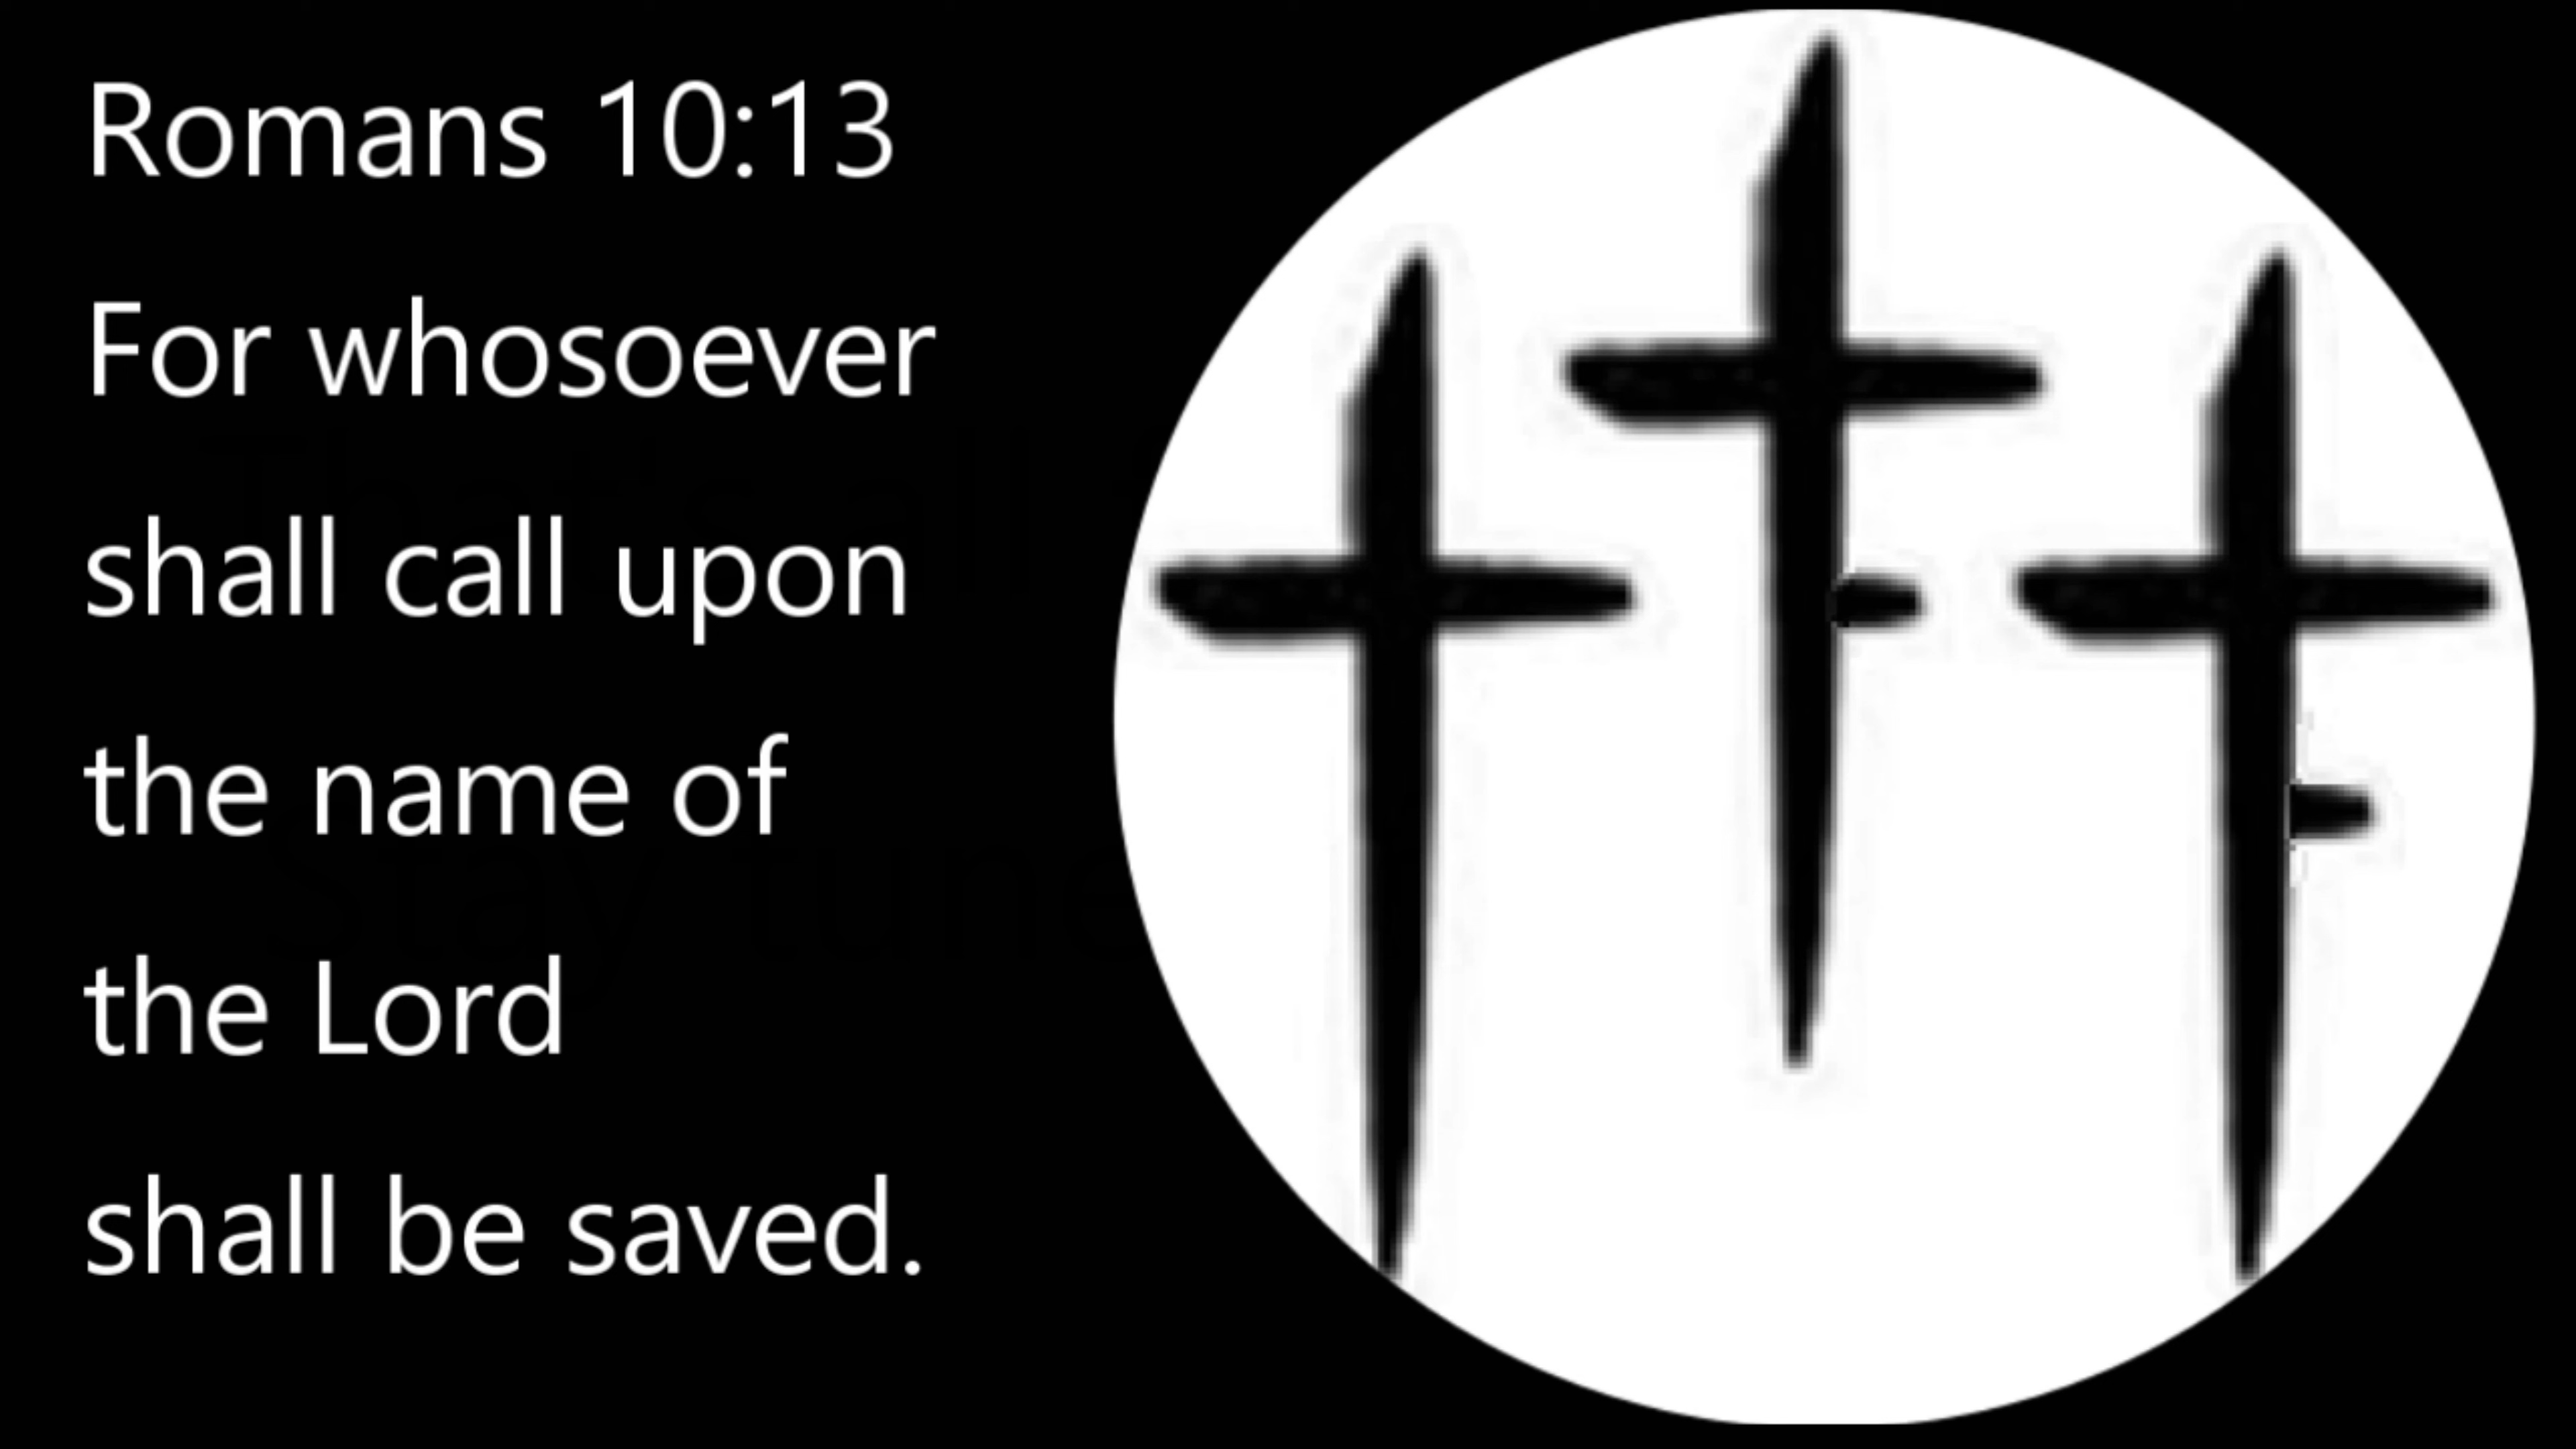 Romans 10:13
For whosoever
shall call upon
the name of
the Lord
shall be saved.